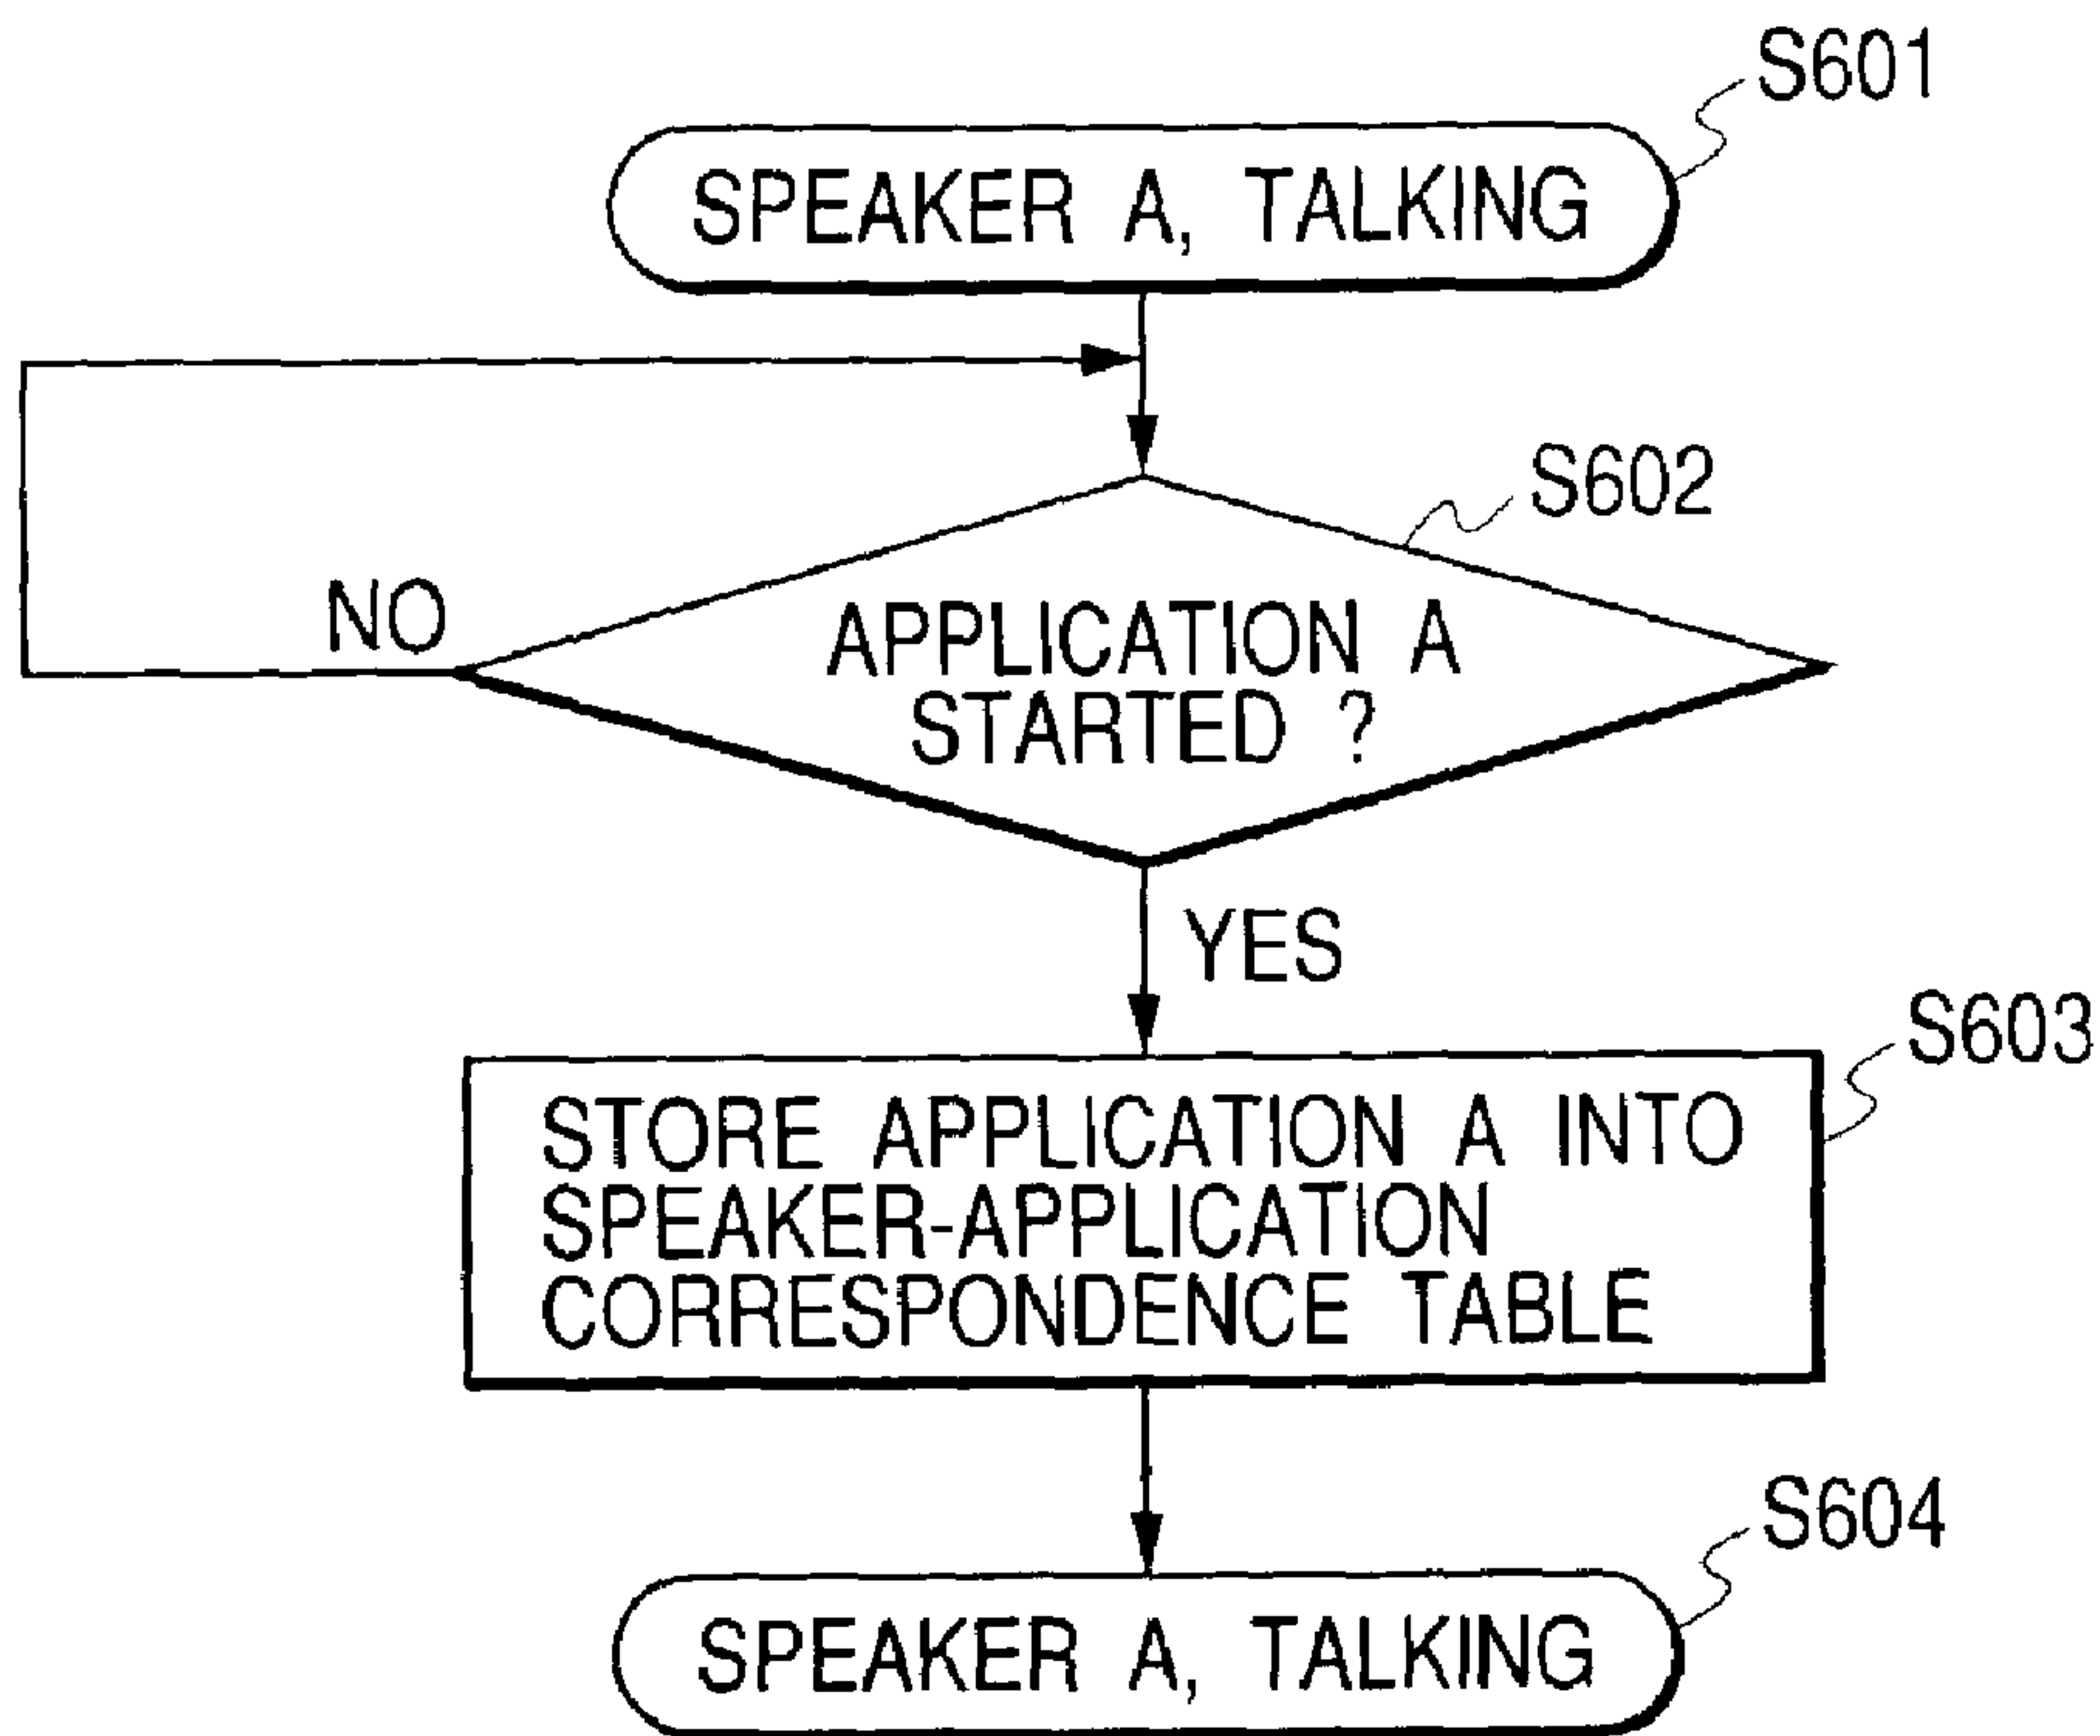 S601
SPEAKER A, TALKING
S602
NO
APPLICATION A
STARTED ?
YES
S603
STORE APPLICATION A INTO
SPEAKER-APPLICATION
CORRESPONDENCE TABLE
S604
SPEAKER A, TALKING